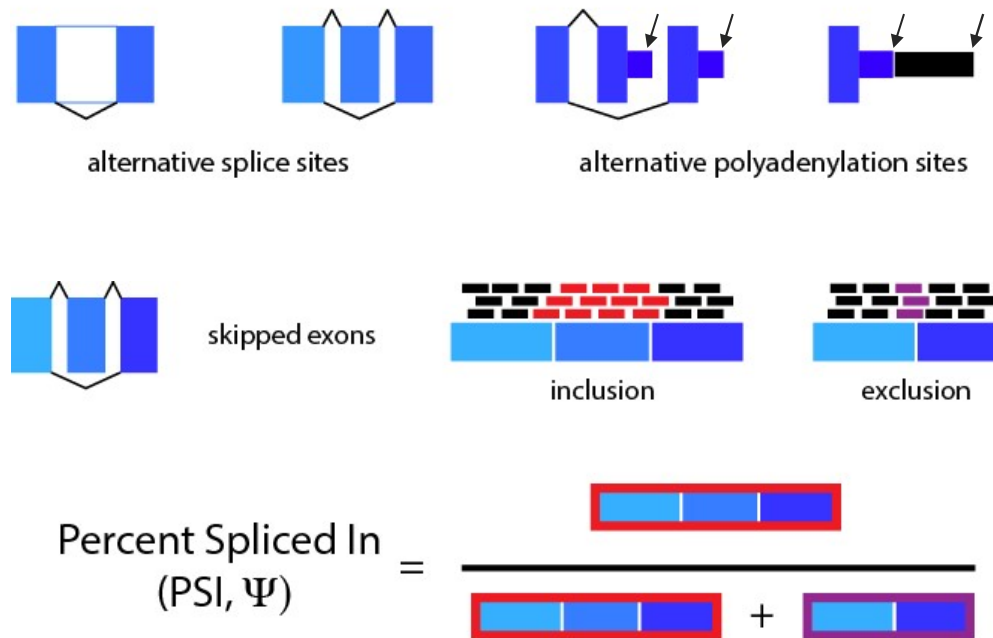 alternative splice sites
alternative polyadenylation sites
skipped exons
inclusion
exclusion
Percent Spliced In
(PSI, Ψ)
=
+